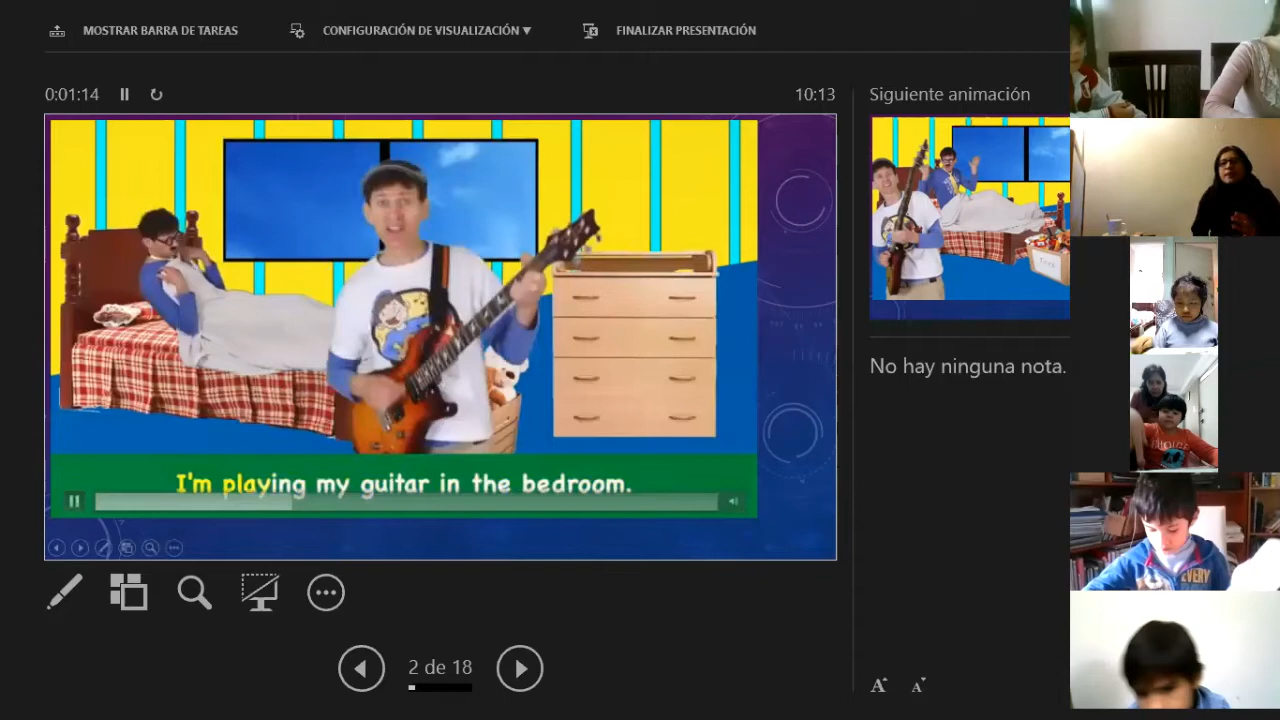 MOSTRAR BARRA DE TAREAS
CONFIGURACIÓN DE VISUALIZACIÓN ▼
FINALIZAR PRESENTACIÓN
0:01:14
10:13
Siguiente animación
I'm playing my guitar in the bedroom.
No hay ninguna nota.
2 de 18
A A
EVERY